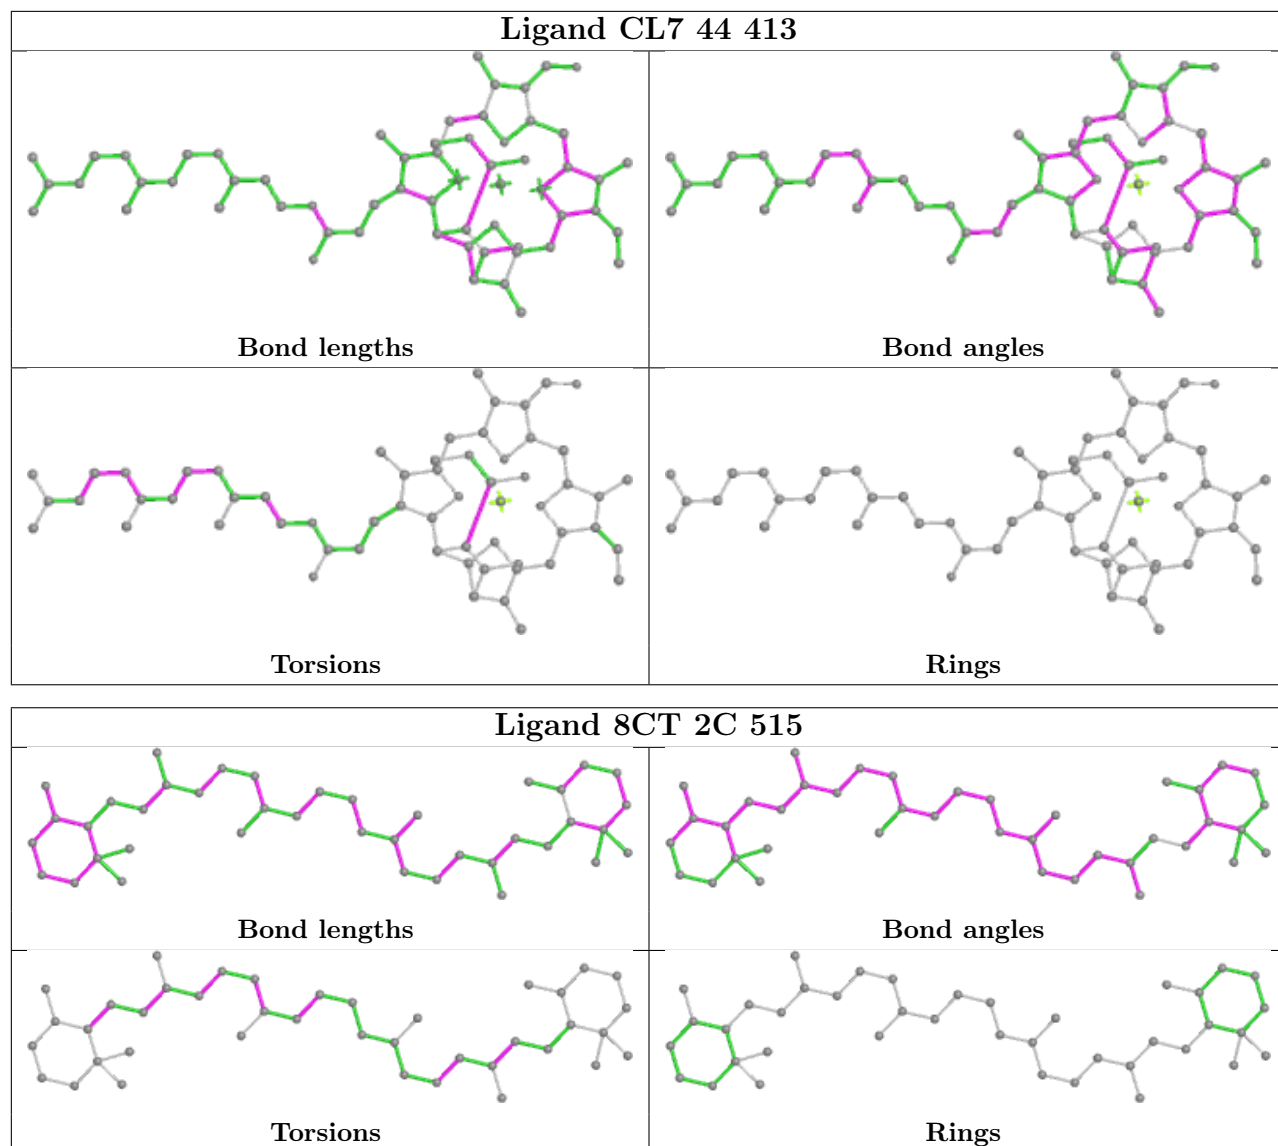 Ligand CL7 44 413
Bond lengths
Bond angles
Torsions
Rings
Ligand 8CT 2C 515
Bond lengths
Bond angles
Torsions
Rings